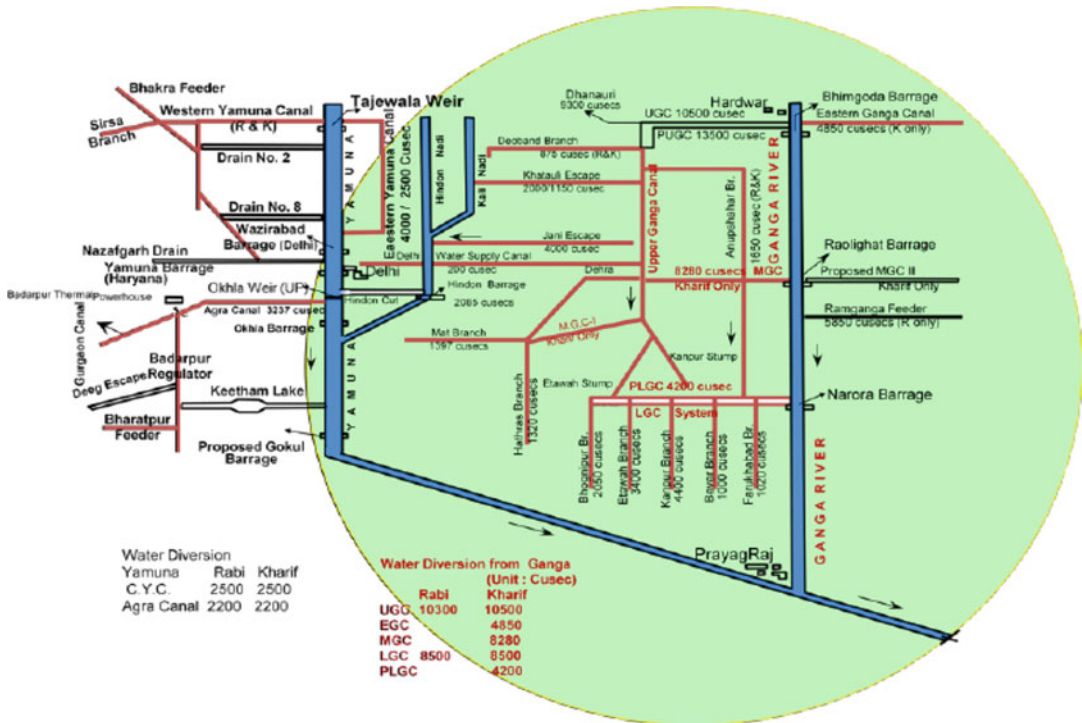 Bhakra Feeder
Western Yamuna Canal
(R & K)
Sirsa
Branch
Tajewala Weir
Drain No. 2
Drain No. 8
Wazirabad
Barrage (Delhi)
Nazafgarh Drain
Yamuna Barrage
(Haryana)
Delhi
Okhla Weir (UP)
Badarpur Thermal
Powerhouse
Agra Canal 3237 cusec
Okhla Barrage
Gurgaon Canal
Badarpur
Regulator
Deeg Escape
Keetham Lake
Bharatpur
Feeder
Proposed Gokul
Barrage
YAMUNA
YAMUNA
Eaestern Yamuna Canal
4000 / 2500 Cusec
Hindon Nadi
Kali Nadi
Hindon Cut
Hindon Barrage
2085 cusecs
Dhanauri
9300 cusecs
Hardwar
UGC 10500 cusec
PUGC 13500 cusec
Bhimgoda Barrage
Eastern Ganga Canal
4850 cusecs (K only)
Deoband Branch
875 cusec (R&K)
Khatauli Escape
2000/1150 cusec
Jani Escape
4000 cusec
Delhi Water Supply Canal
200 cusec
Dehra
Upper Ganga Canal
Anupshahar Br.
1650 cusec (R&K)
GANGA RIVER
8280 cusecs MGC
Kharif Only
Raolighat Barrage
Proposed MGC II
Kharif Only
Ramganga Feeder
5850 cusecs (R only)
Mat Branch
1397 cusecs
M.G.C-I
Hathras Branch
1320 cusecs
Kanpur Stump
Etawah Stump
PLGC 4200 cusec
LGC System
Narora Barrage
Bhognipur Br.
2050 cusecs
Etawah Branch
3400 cusecs
Kanpur Branch
4400 cusecs
Bever Branch
1000 cusecs
Farukhabad Br.
1020 cusecs
GANGA RIVER
PrayagRaj
Water Diversion
Yamuna Rabi Kharif
C.Y.C. 2500 2500
Agra Canal 2200 2200
Water Diversion from Ganga
(Unit : Cusec)
Rabi Kharif
10300 10500
EGC 4850
MGC 8280
LGC 8500 8500
PLGC 4200